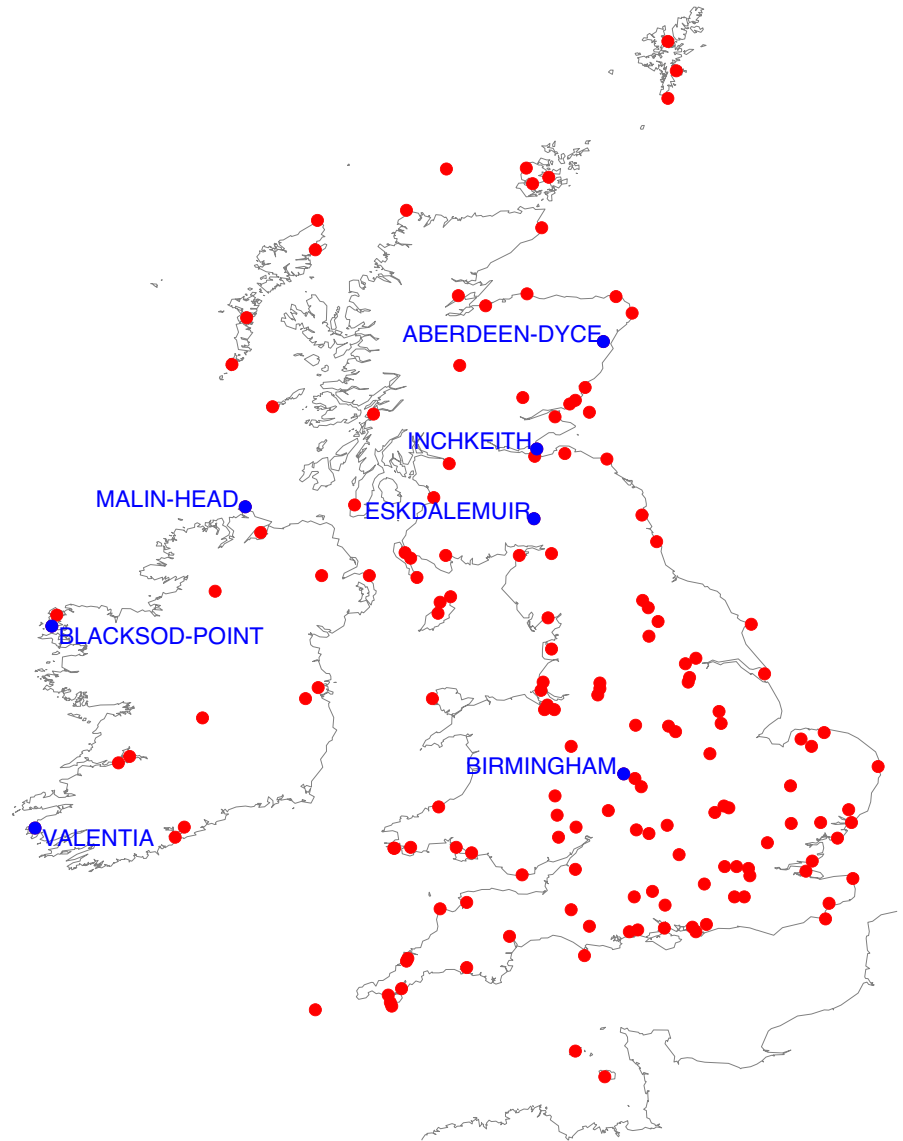 ABERDEEN-DYCE
INCHKEITH
MALIN-HEAD
ESKDALEMUIR
BLACKSOD-POINT
BIRMINGHAM
VALENTIA